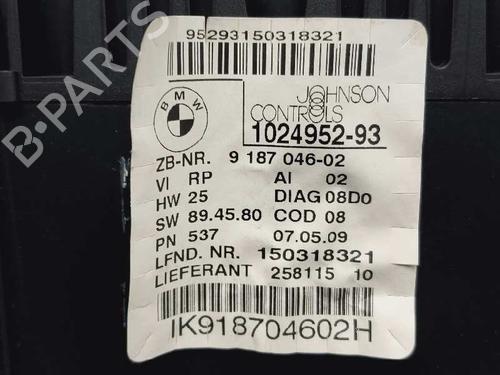 95293150318321
B-PARTS
BMW
JOHNSON
CONTROLS
1024952-93
ZB-NR. 9 187 046-02
VI RP AI 02
HW 25 DIAG 08D0
SW 89.45.80 COD 08
PN 537 07.05.09
LFND. NR. 150318321
LIEFERANT 258115 10
IK918704602H